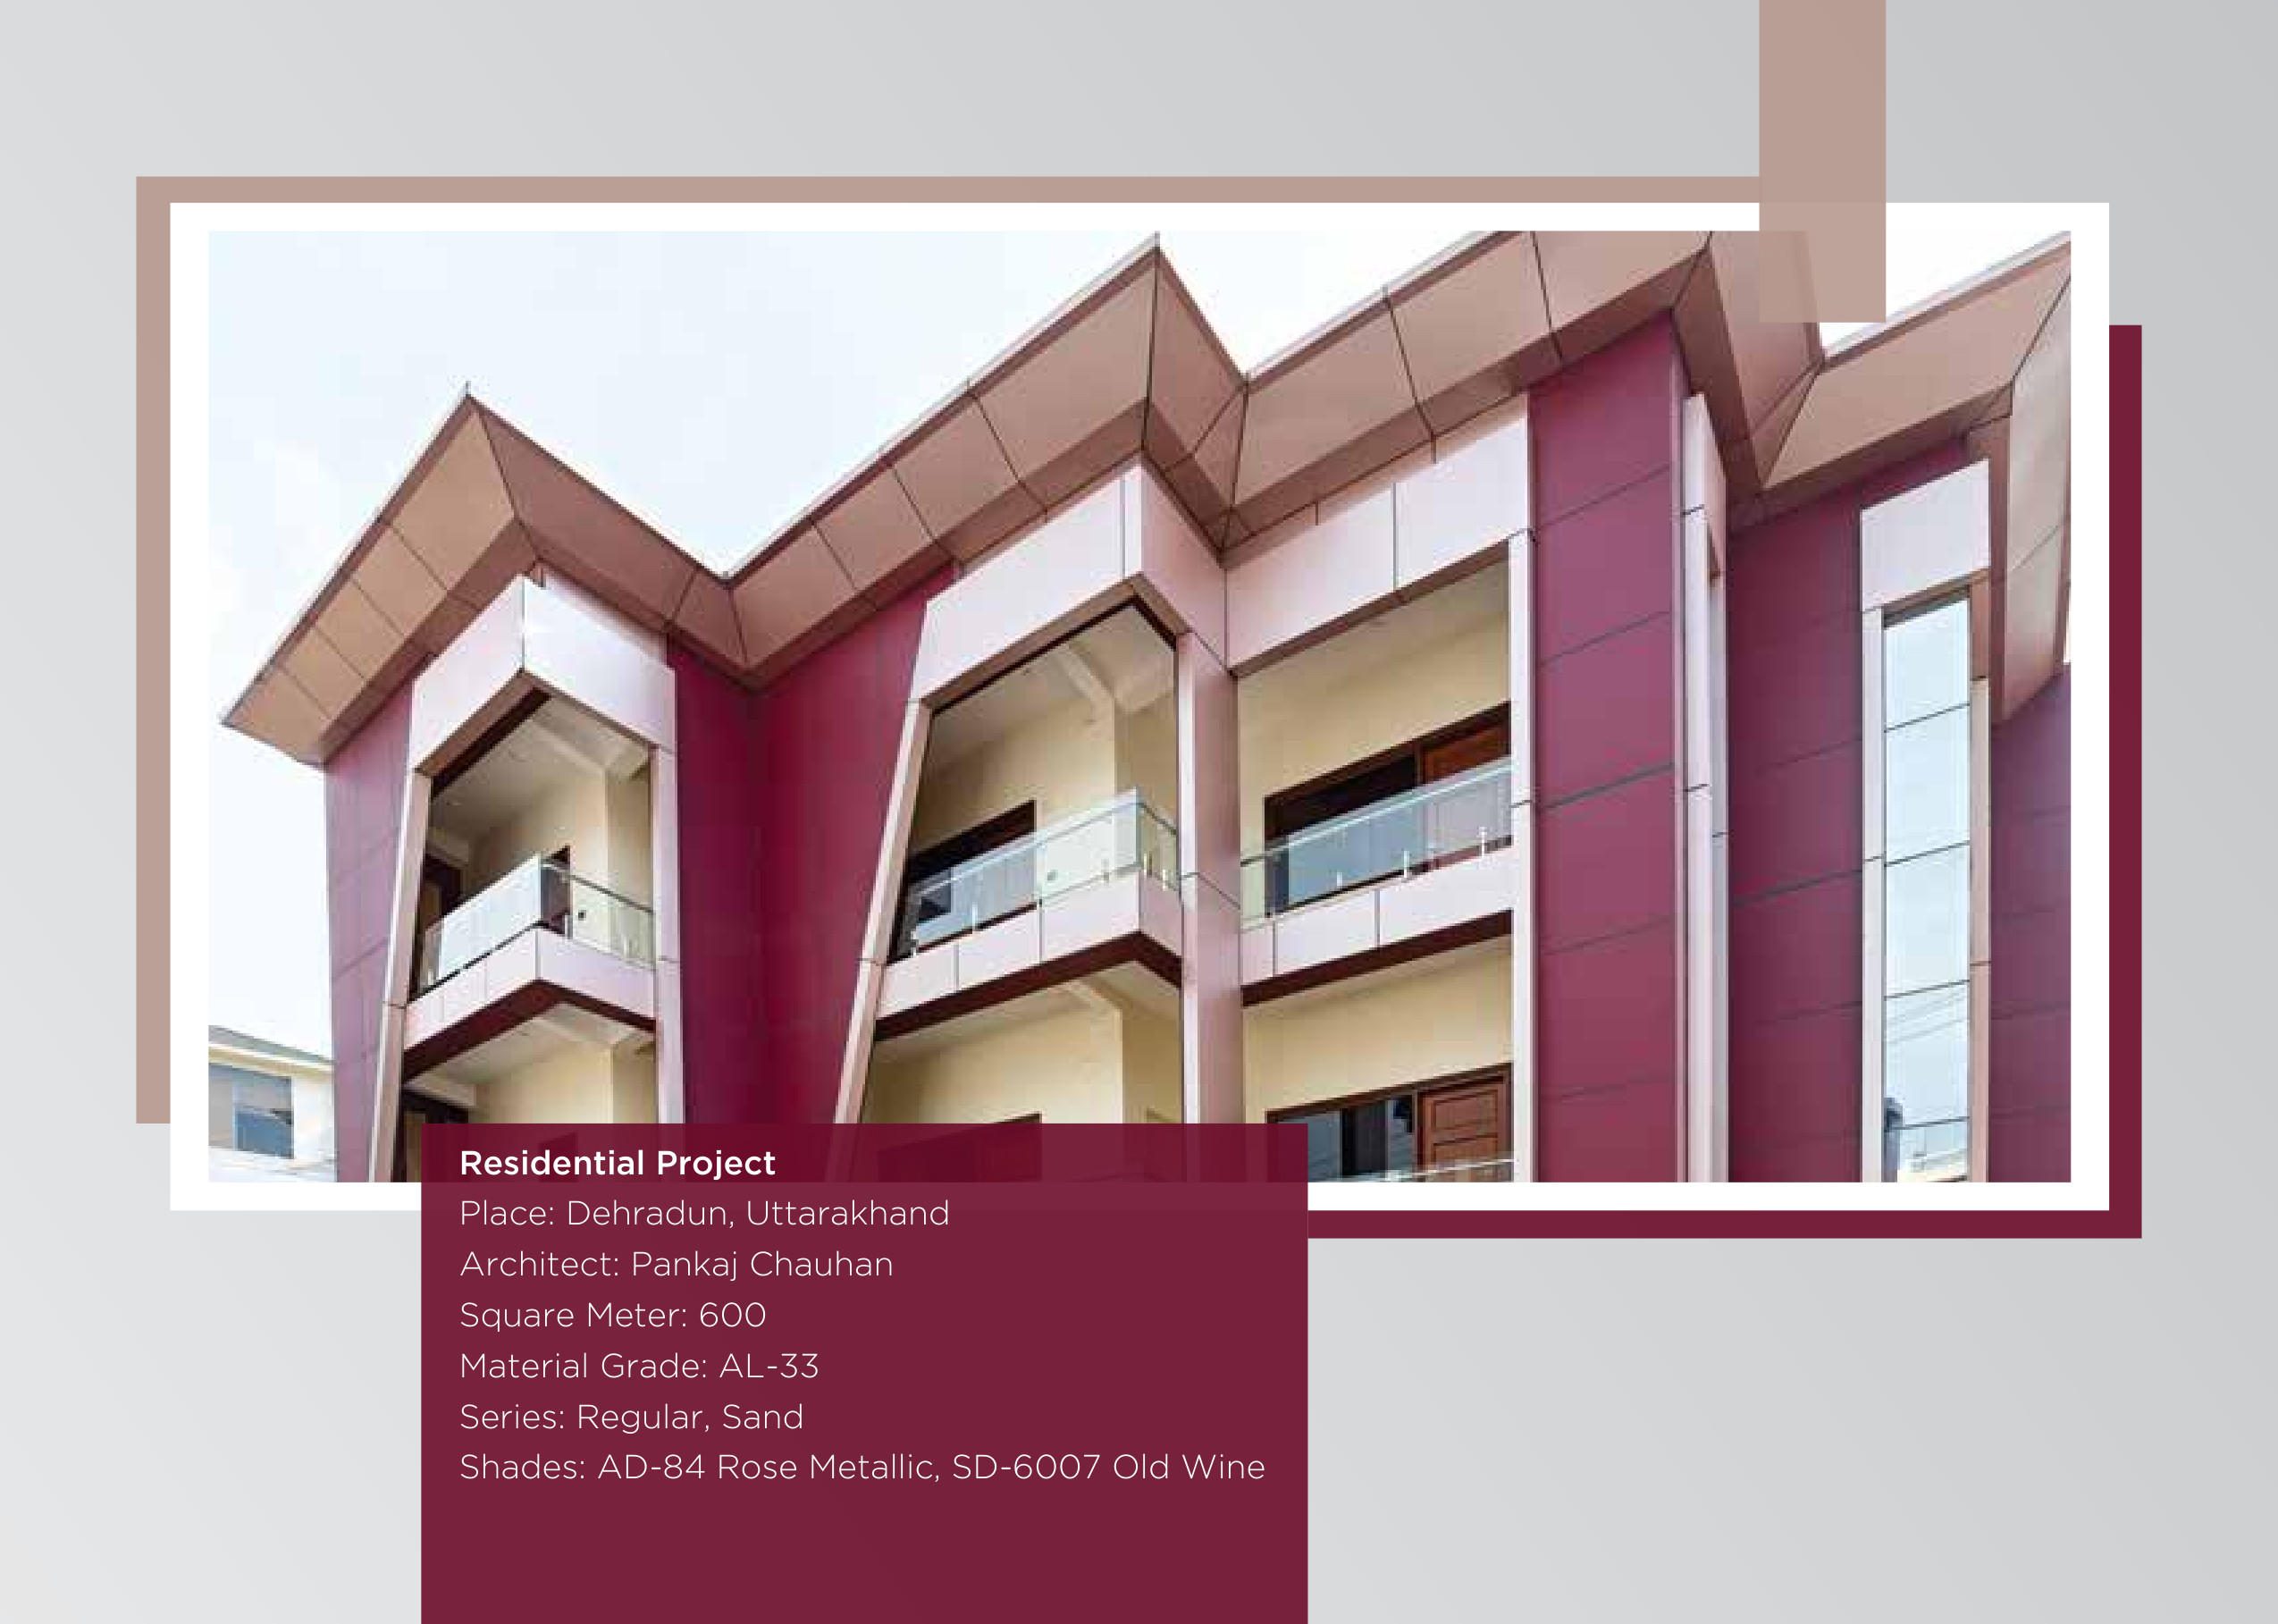 Residential Project
Place: Dehradun, Uttarakhand
Architect: Pankaj Chauhan
Square Meter: 600
Material Grade: AL-33
Series: Regular, Sand
Shades: AD-84 Rose Metallic, SD-6007 Old Wine